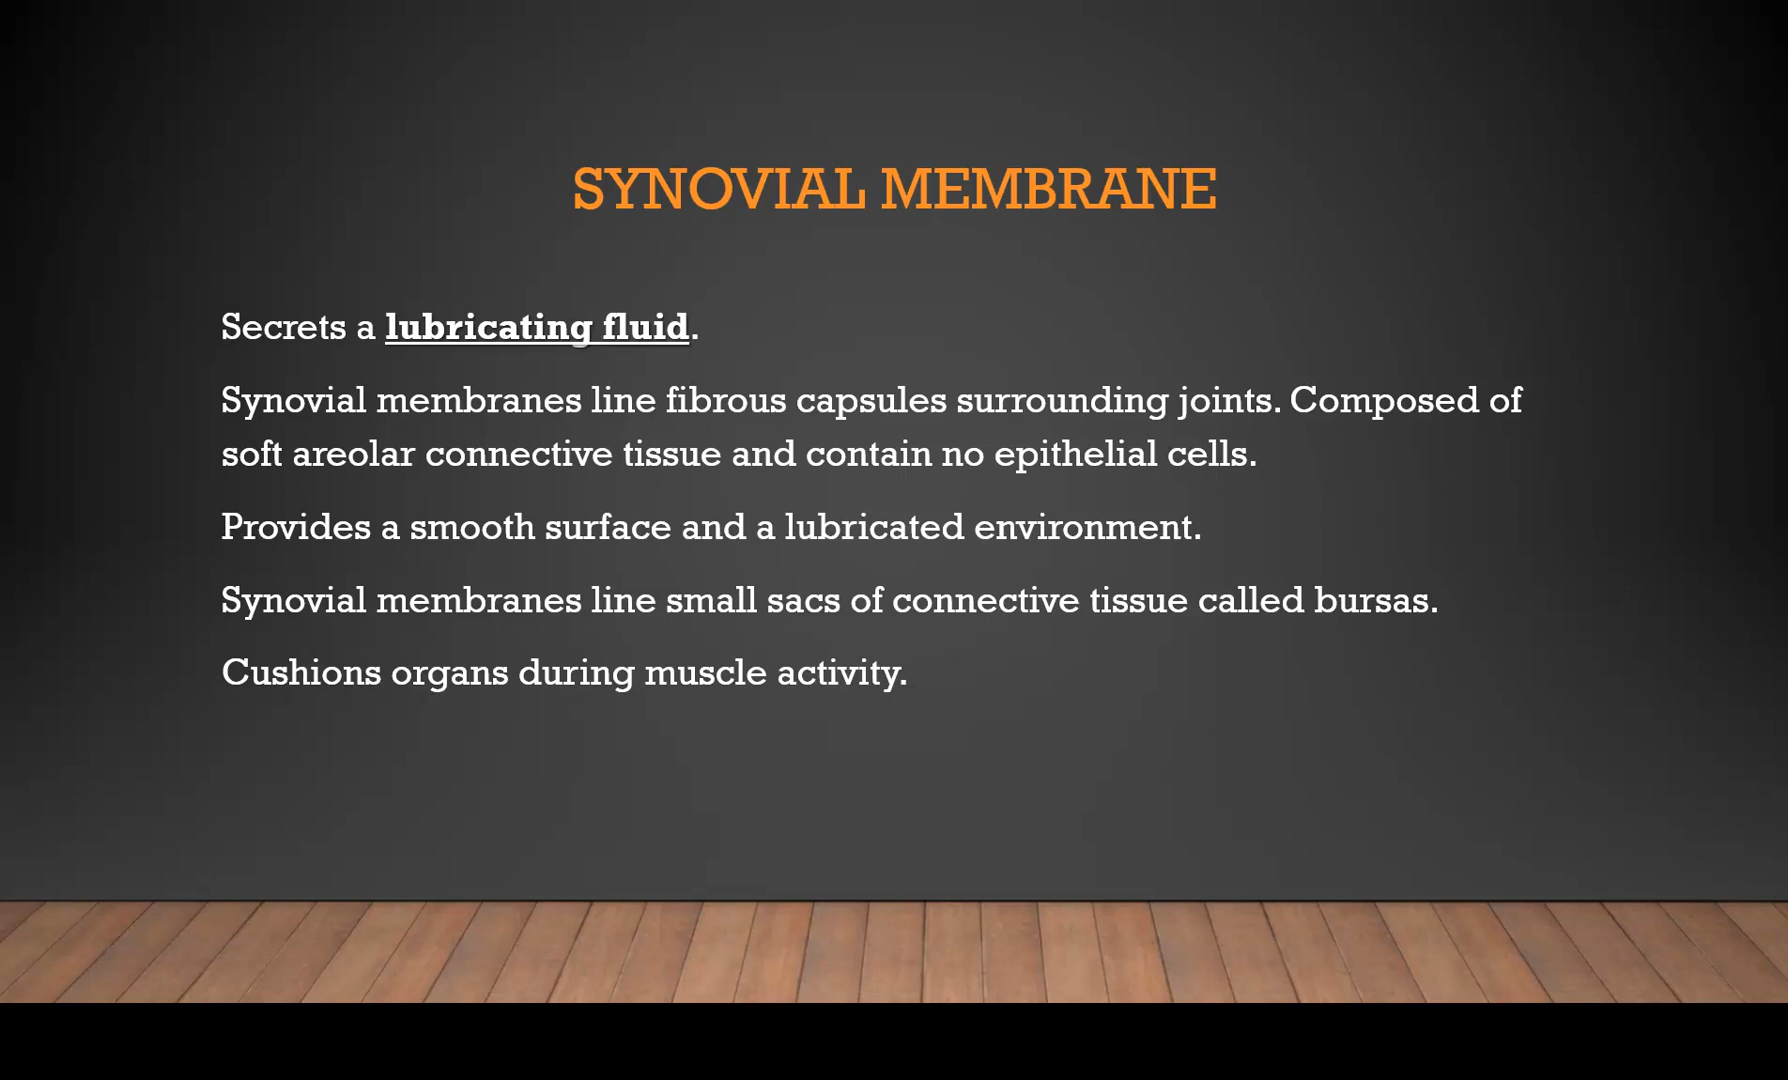 SYNOVIAL MEMBRANE
Secrets a lubricating fluid.
Synovial membranes line fibrous capsules surrounding joints. Composed of
soft areolar connective tissue and contain no epithelial cells.
Provides a smooth surface and a lubricated environment.
Synovial membranes line small sacs of connective tissue called bursas.
Cushions organs during muscle activity.